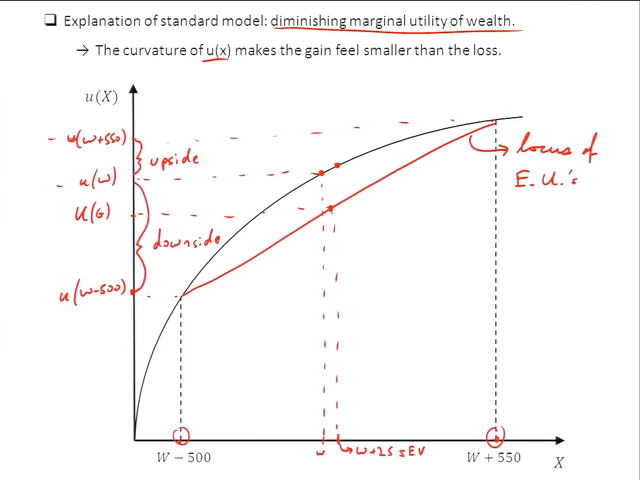 ❑ Explanation of standard model: diminishing marginal utility of wealth.
→ The curvature of u(x) makes the gain feel smaller than the loss.
u(X)
u(W+550)
upside
u(W)
U(G)
downside
u(W-500)
locus of
E.U.'s
W
W+25 = EV
W − 500
W + 550
X